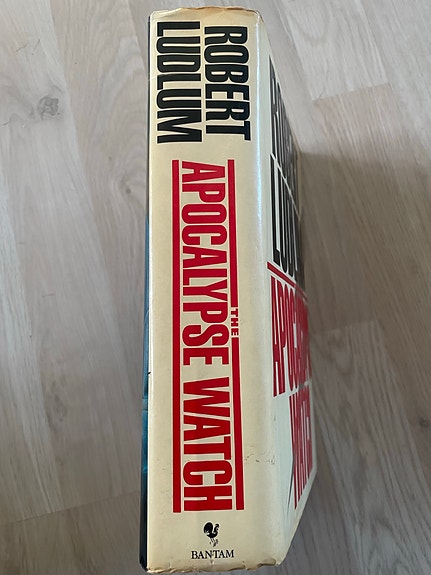 ROBERT
LUDLUM
THE
APOCALYPSE WATCH
BANTAM